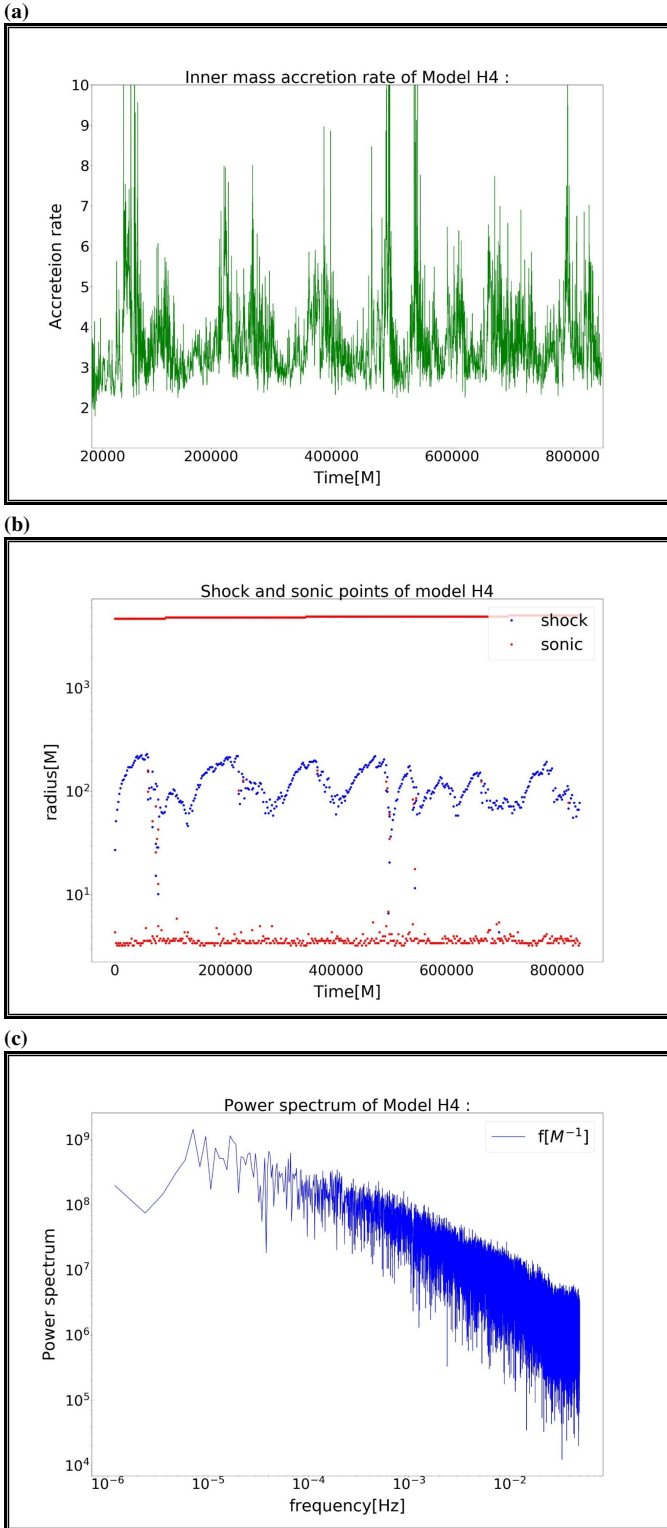 (a)
Inner mass accretion rate of Model H4 :
10
9
8
7
6
5
4
3
2
Accreteion rate
20000 200000 400000 600000 800000
Time[M]
(b)
Shock and sonic points of model H4
shock
sonic
10³
10²
10¹
radius[M]
0 200000 400000 600000 800000
Time[M]
(c)
Power spectrum of Model H4 :
f[M⁻¹]
10⁹
10⁸
10⁷
10⁶
10⁵
10⁴
Power spectrum
10⁻⁶ 10⁻⁵ 10⁻⁴ 10⁻³ 10⁻²
frequency[Hz]